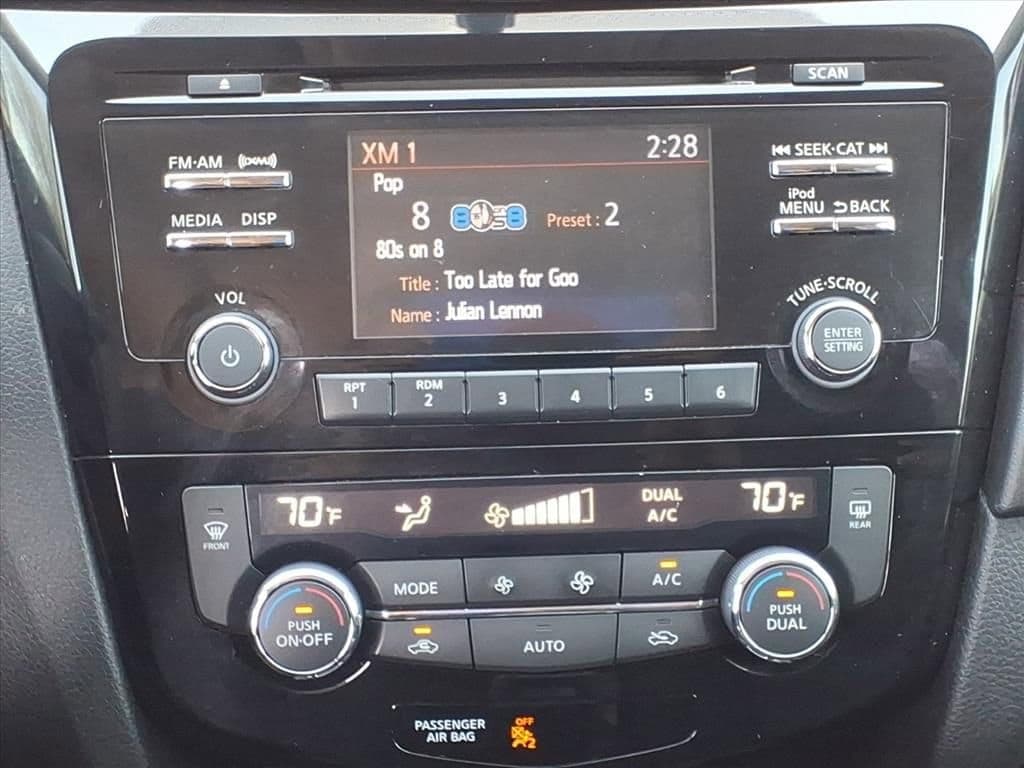 SCAN
FM·AM ((XM))
SEEK·CAT
MEDIA DISP
iPod
MENU BACK
XM 1 2:28
Pop
8 80s8 Preset : 2
80s on 8
Title : Too Late for Goo
Name : Julian Lennon
VOL
TUNE·SCROLL
ENTER
SETTING
RPT
1
RDM
2
3
4
5
6
70°F
DUAL
A/C
70°F
FRONT
REAR
MODE
A/C
PUSH
ON·OFF
AUTO
PUSH
DUAL
PASSENGER
AIR BAG
OFF
2